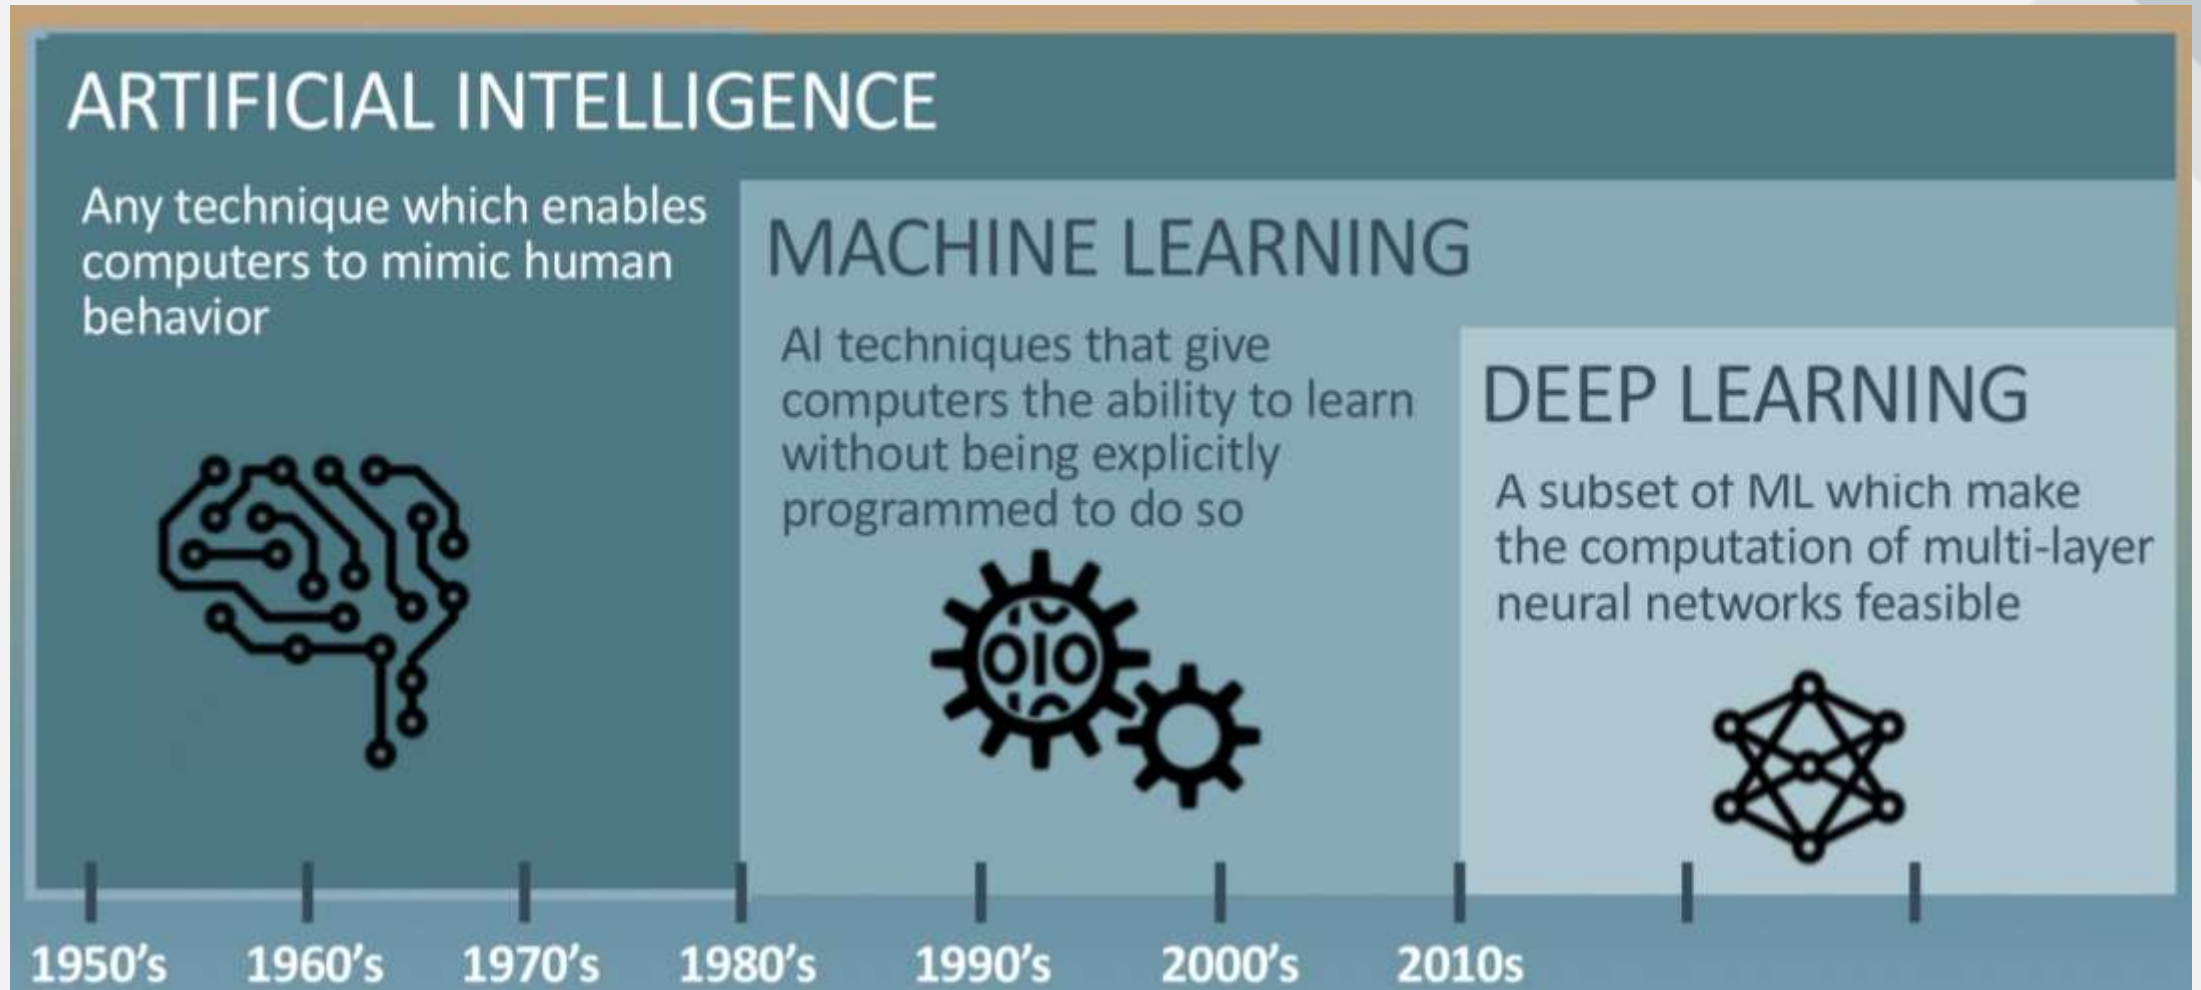 ARTIFICIAL INTELLIGENCE
Any technique which enables
computers to mimic human
behavior
MACHINE LEARNING
AI techniques that give
computers the ability to learn
without being explicitly
programmed to do so
DEEP LEARNING
A subset of ML which make
the computation of multi-layer
neural networks feasible
OIO
1950's 1960's 1970's 1980's 1990's 2000's 2010s